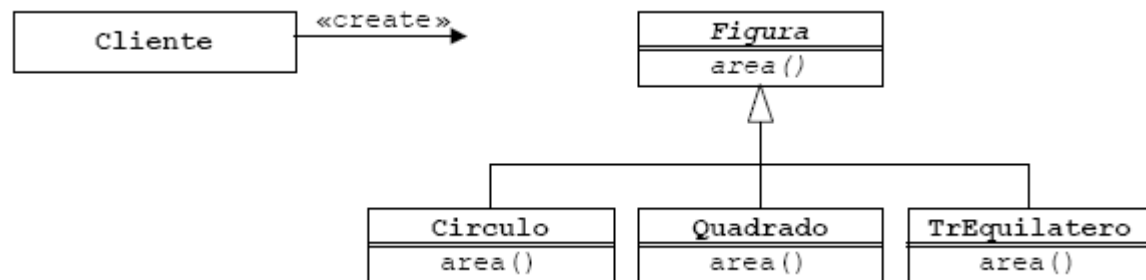 «create»
Cliente
Figura
area()
Circulo
Quadrado
TrEquilatero
area()
area()
area()